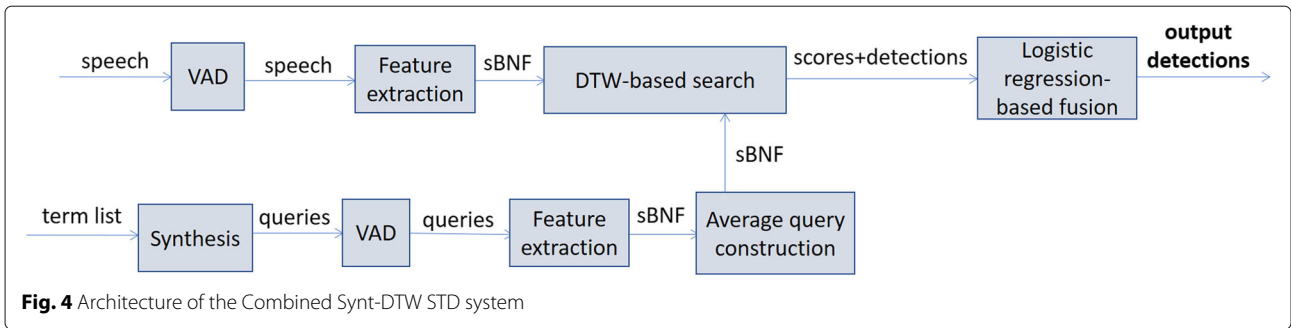 speech
VAD
speech
Feature
extraction
sBNF
DTW-based search
scores+detections
Logistic
regression-
based fusion
output
detections
sBNF
term list
Synthesis
queries
VAD
queries
Feature
extraction
sBNF
Average query
construction
Fig. 4 Architecture of the Combined Synt-DTW STD system